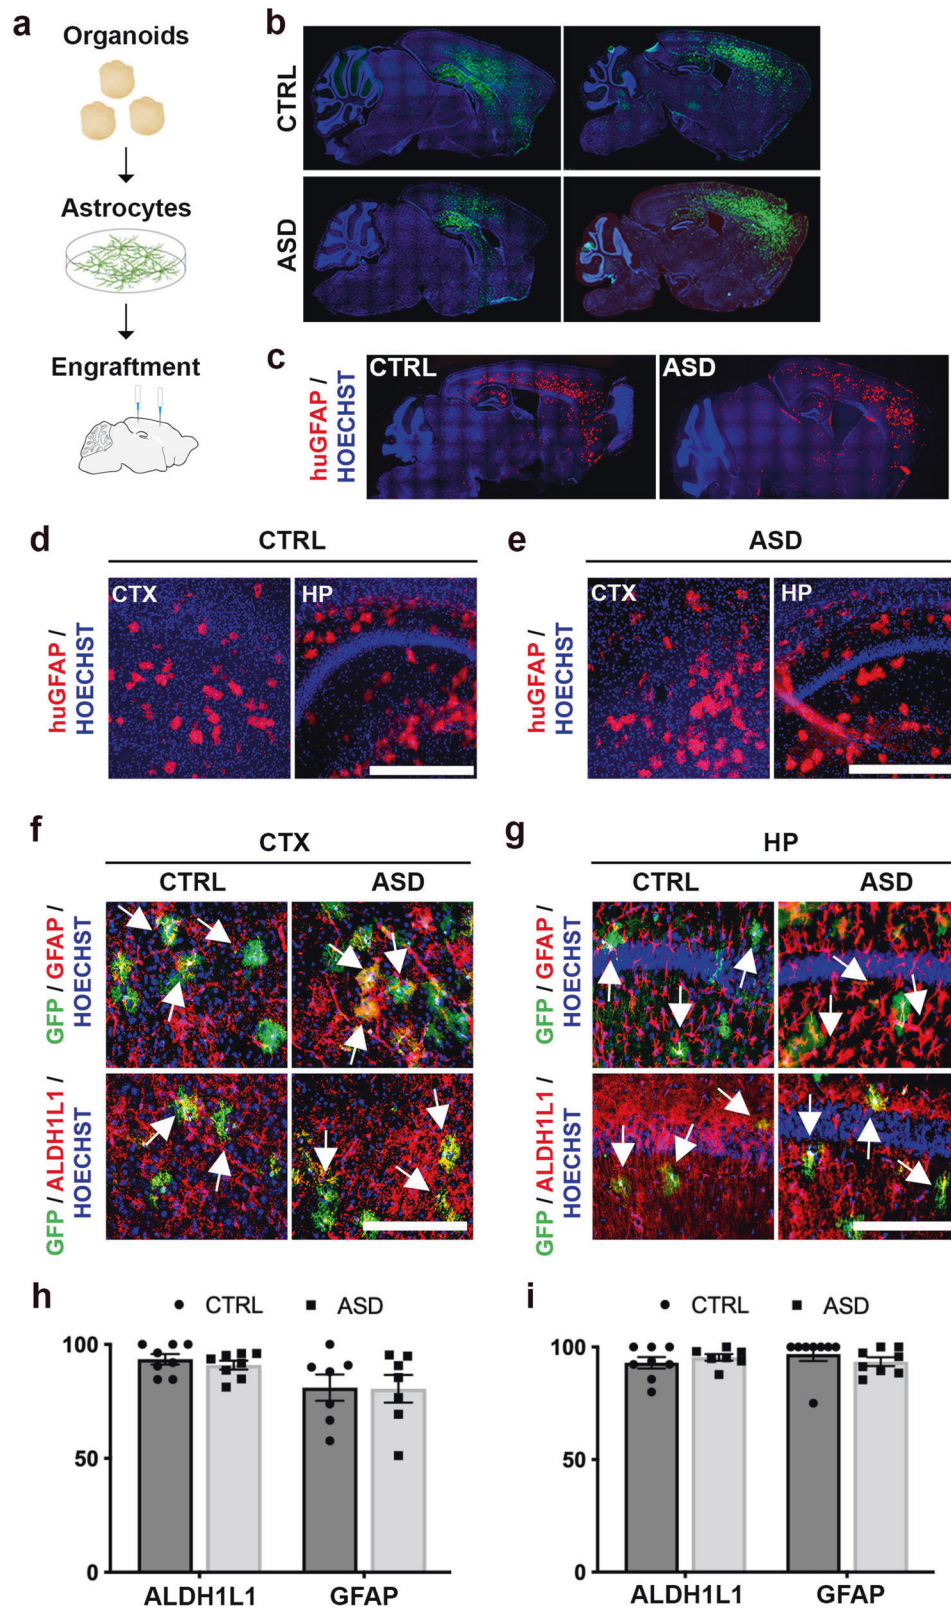 a
Organoids
Astrocytes
Engraftment
b
CTRL
ASD
c
huGFAP /
HOECHST
CTRL
ASD
d
CTRL
huGFAP /
HOECHST
CTX
HP
e
ASD
huGFAP /
HOECHST
CTX
HP
f
CTX
CTRL
ASD
GFP / GFAP /
HOECHST
GFP / ALDH1L1 /
HOECHST
g
HP
CTRL
ASD
GFP / GFAP /
HOECHST
GFP / ALDH1L1 /
HOECHST
h
CTRL
ASD
100
50
0
ALDH1L1
GFAP
i
CTRL
ASD
100
50
0
ALDH1L1
GFAP